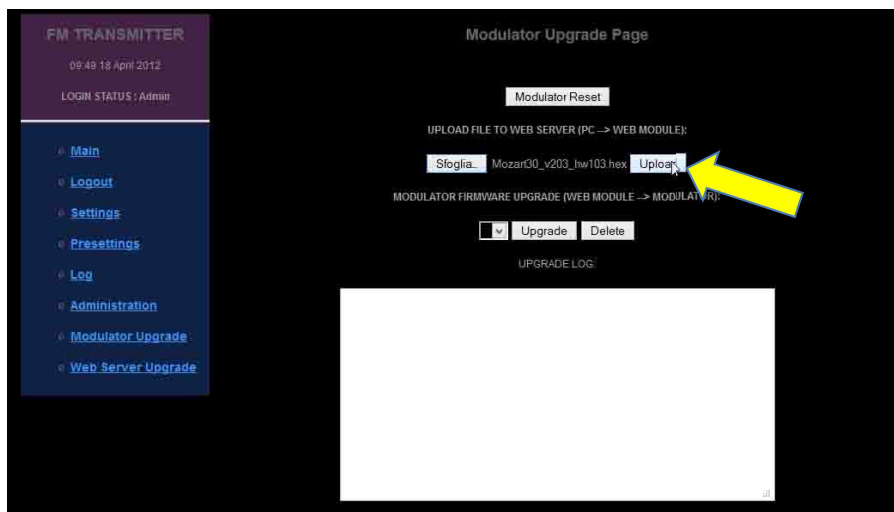 FM TRANSMITTER
09:49 18 April 2012
LOGIN STATUS : Admin
Main
Logout
Settings
Presettings
Log
Administration
Modulator Upgrade
Web Server Upgrade
Modulator Upgrade Page
Modulator Reset
UPLOAD FILE TO WEB SERVER (PC --> WEB MODULE):
Sfoglia... Mozart30_v203_hw103.hex Upload
MODULATOR FIRMWARE UPGRADE (WEB MODULE --> MODULATOR):
Upgrade Delete
UPGRADE LOG: